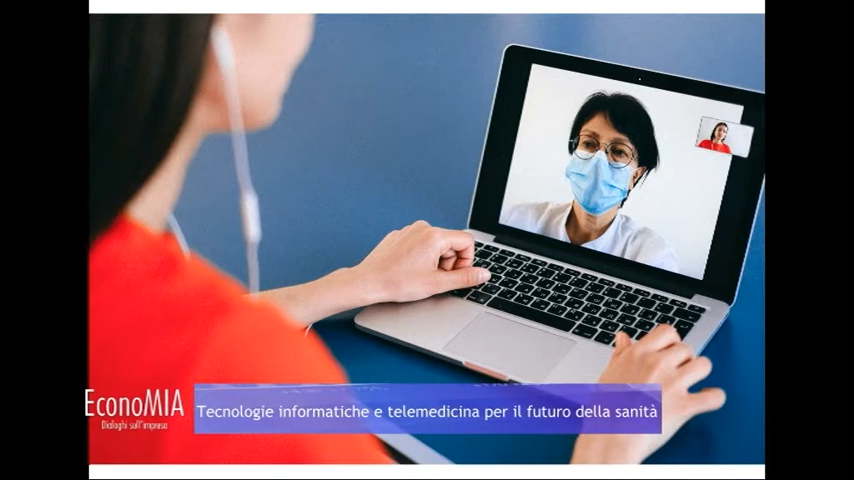 EconoMIA
Dialoghi sull'impresa
Tecnologie informatiche e telemedicina per il futuro della sanità